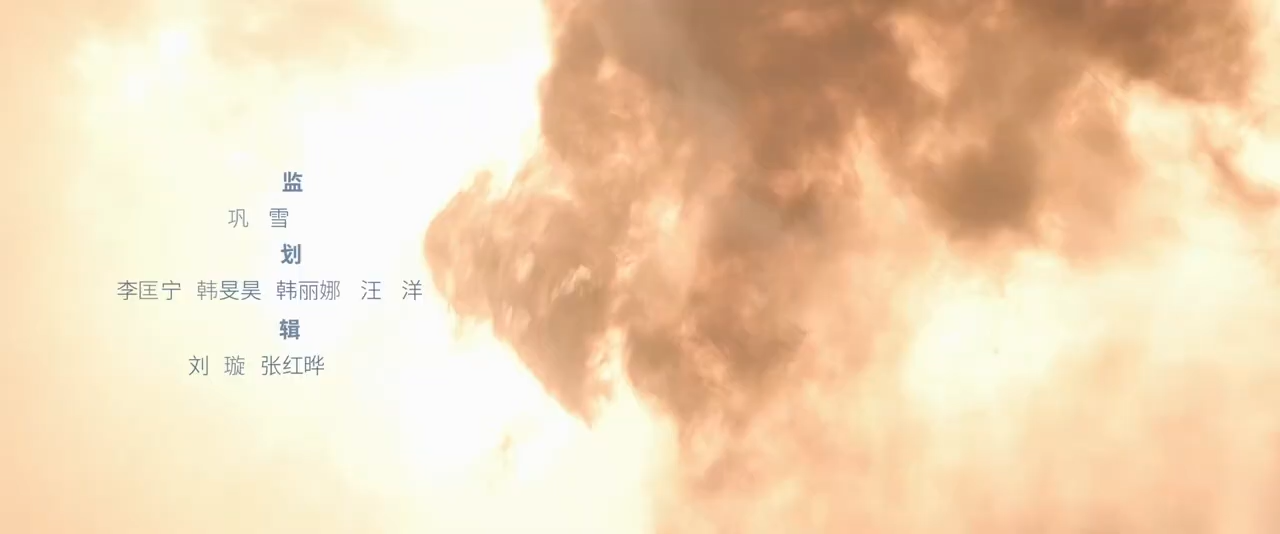 监
巩 雪
划
李匡宁 韩旻昊 韩丽娜 汪 洋
辑
刘 璇 张红晔